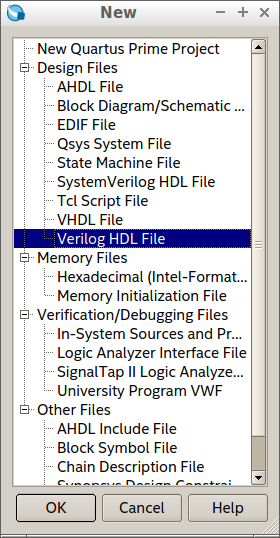 New
New Quartus Prime Project
Design Files
AHDL File
Block Diagram/Schematic ...
EDIF File
Qsys System File
State Machine File
SystemVerilog HDL File
Tcl Script File
VHDL File
Verilog HDL File
Memory Files
Hexadecimal (Intel-Format...
Memory Initialization File
Verification/Debugging Files
In-System Sources and Pr...
Logic Analyzer Interface File
SignalTap II Logic Analyze...
University Program VWF
Other Files
AHDL Include File
Block Symbol File
Chain Description File
Synopsys Design Constrai...
OK
Cancel
Help